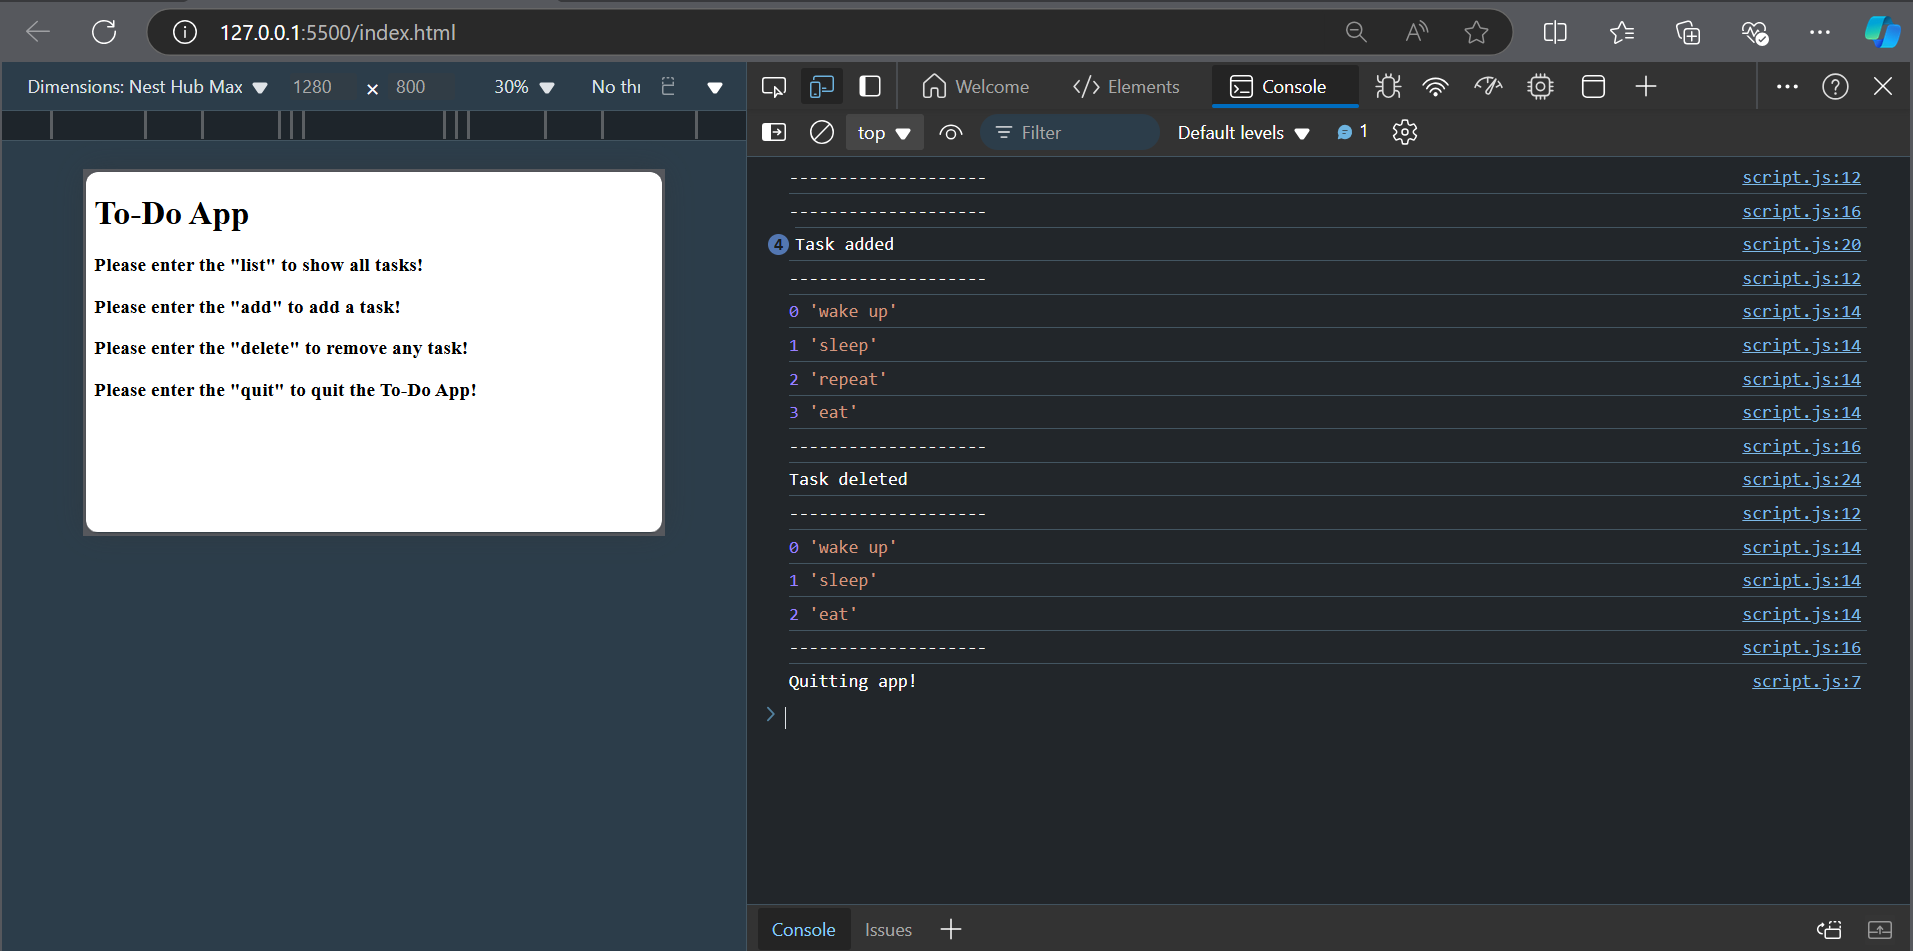 127.0.0.1:5500/index.html
Dimensions: Nest Hub Max 1280 × 800 30% No thr
Welcome Elements Console
top Filter Default levels 1
To-Do App
Please enter the "list" to show all tasks!
Please enter the "add" to add a task!
Please enter the "delete" to remove any task!
Please enter the "quit" to quit the To-Do App!
-------------------- script.js:12
-------------------- script.js:16
4 Task added script.js:20
-------------------- script.js:12
0 'wake up' script.js:14
1 'sleep' script.js:14
2 'repeat' script.js:14
3 'eat' script.js:14
-------------------- script.js:16
Task deleted script.js:24
-------------------- script.js:12
0 'wake up' script.js:14
1 'sleep' script.js:14
2 'eat' script.js:14
-------------------- script.js:16
Quitting app! script.js:7
Console Issues